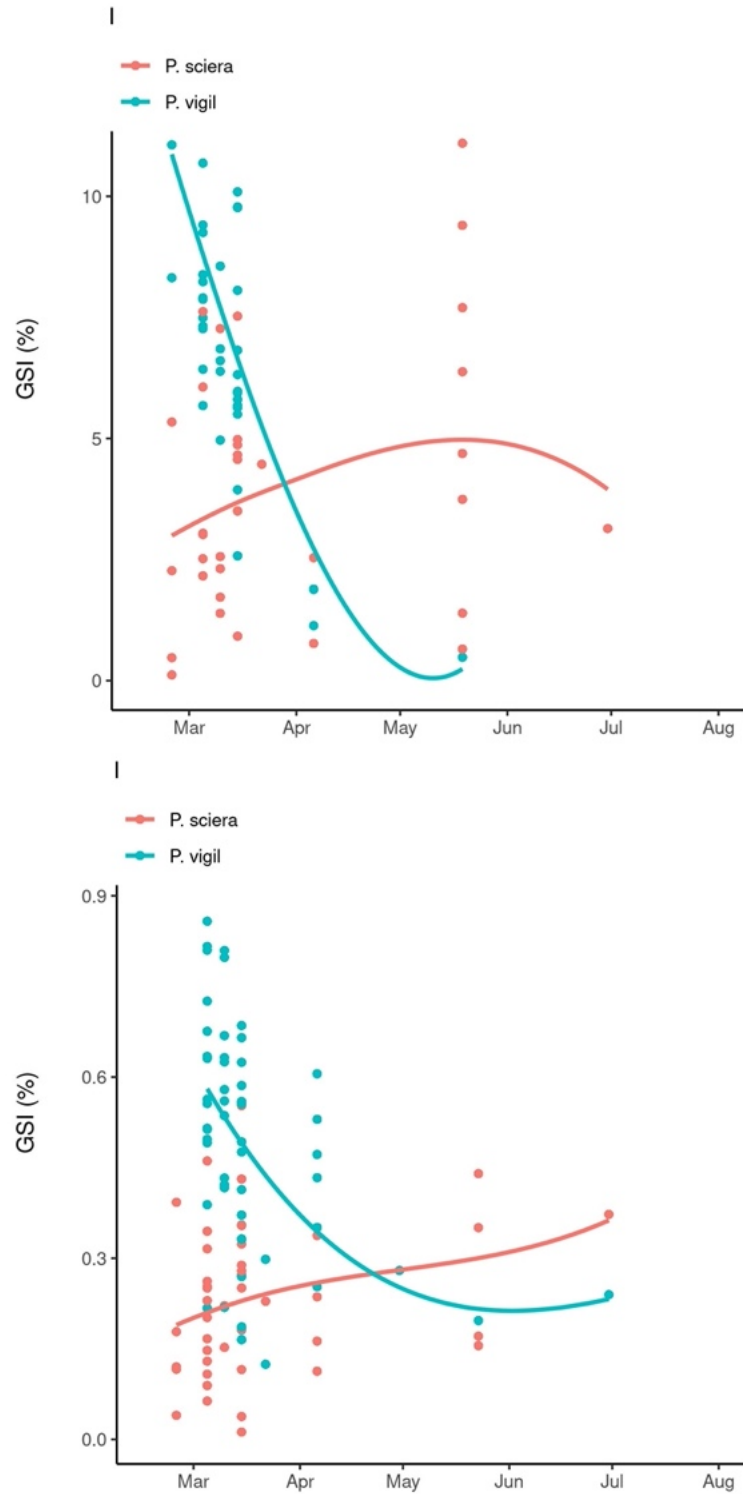 I
P. sciera
P. vigil
10
5
0
GSI (%)
Mar Apr May Jun Jul Aug
I
P. sciera
P. vigil
0.9
0.6
0.3
0.0
GSI (%)
Mar Apr May Jun Jul Aug